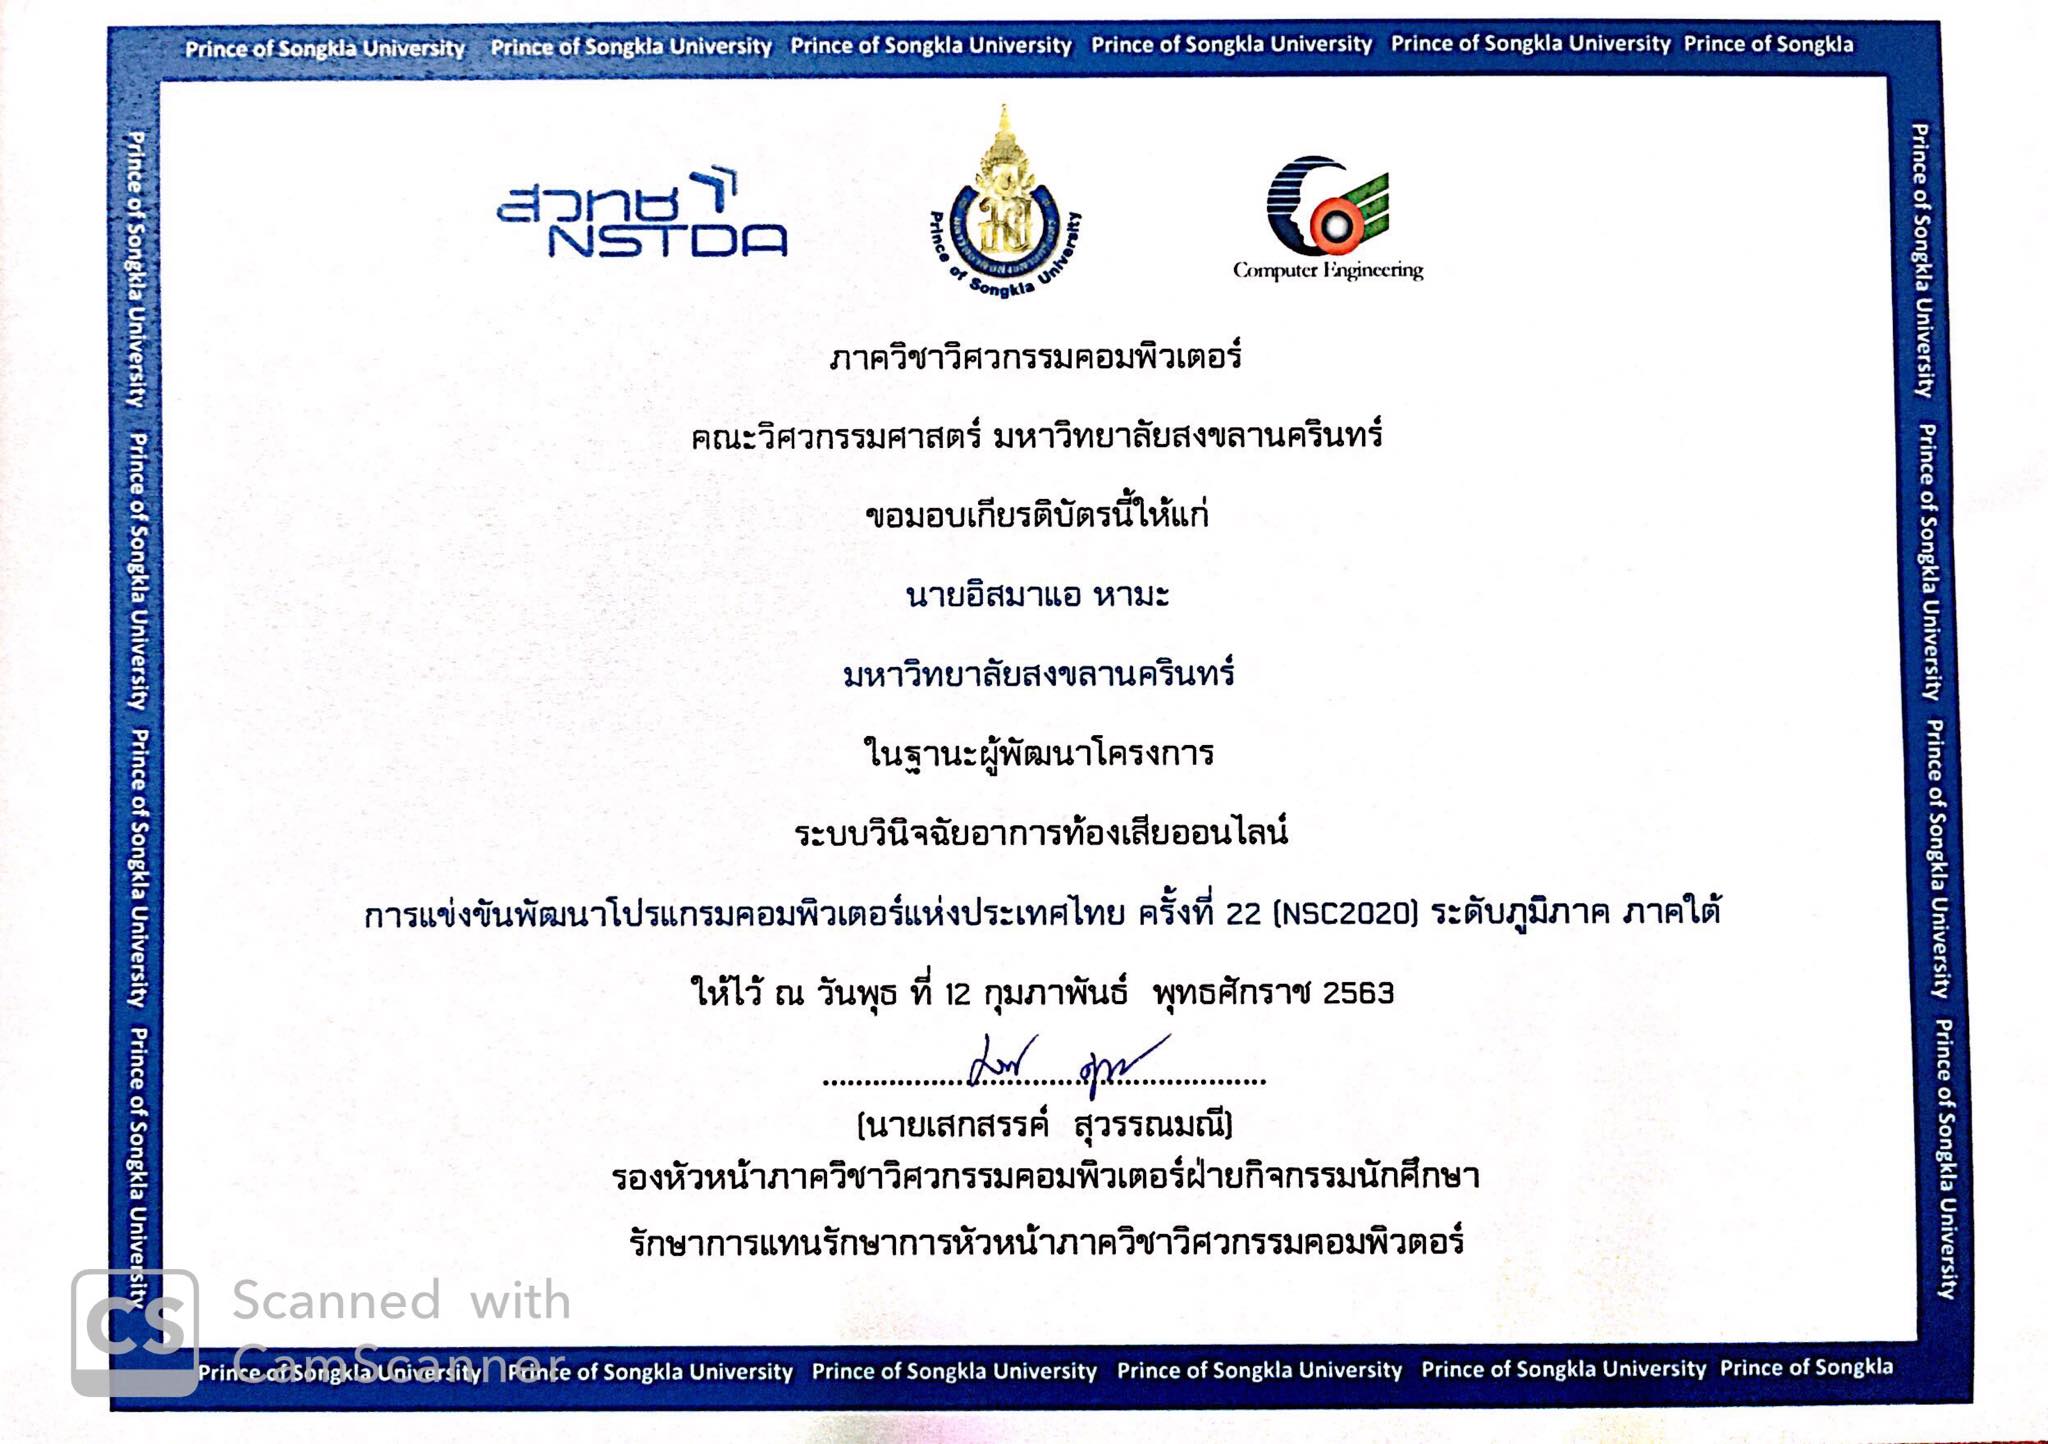 Prince of Songkla University Prince of Songkla University Prince of Songkla University Prince of Songkla University Prince of Songkla University Prince of Songkla
สวทช
NSTDA
Prince of Songkla University
Computer Engineering
ภาควิชาวิศวกรรมคอมพิวเตอร์
คณะวิศวกรรมศาสตร์ มหาวิทยาลัยสงขลานครินทร์
ขอมอบเกียรติบัตรนี้ให้แก่
นายอิสมาแอ หามะ
มหาวิทยาลัยสงขลานครินทร์
ในฐานะผู้พัฒนาโครงการ
ระบบวินิจฉัยอาการท้องเสียออนไลน์
การแข่งขันพัฒนาโปรแกรมคอมพิวเตอร์แห่งประเทศไทย ครั้งที่ 22 (NSC2020) ระดับภูมิภาค ภาคใต้
ให้ไว้ ณ วันพุธ ที่ 12 กุมภาพันธ์ พุทธศักราช 2563
(นายเสกสรรค์ สุวรรณมณี)
รองหัวหน้าภาควิชาวิศวกรรมคอมพิวเตอร์ฝ่ายกิจกรรมนักศึกษา
รักษาการแทนรักษาการหัวหน้าภาควิชาวิศวกรรมคอมพิวตอร์
Prince of Songkla University Prince of Songkla University Prince of Songkla University Prince of Songkla University
Prince of Songkla University Prince of Songkla University Prince of Songkla University Prince of Songkla University
CS Scanned with
CamScanner
Prince of Songkla University Prince of Songkla University Prince of Songkla University Prince of Songkla University Prince of Songkla University Prince of Songkla